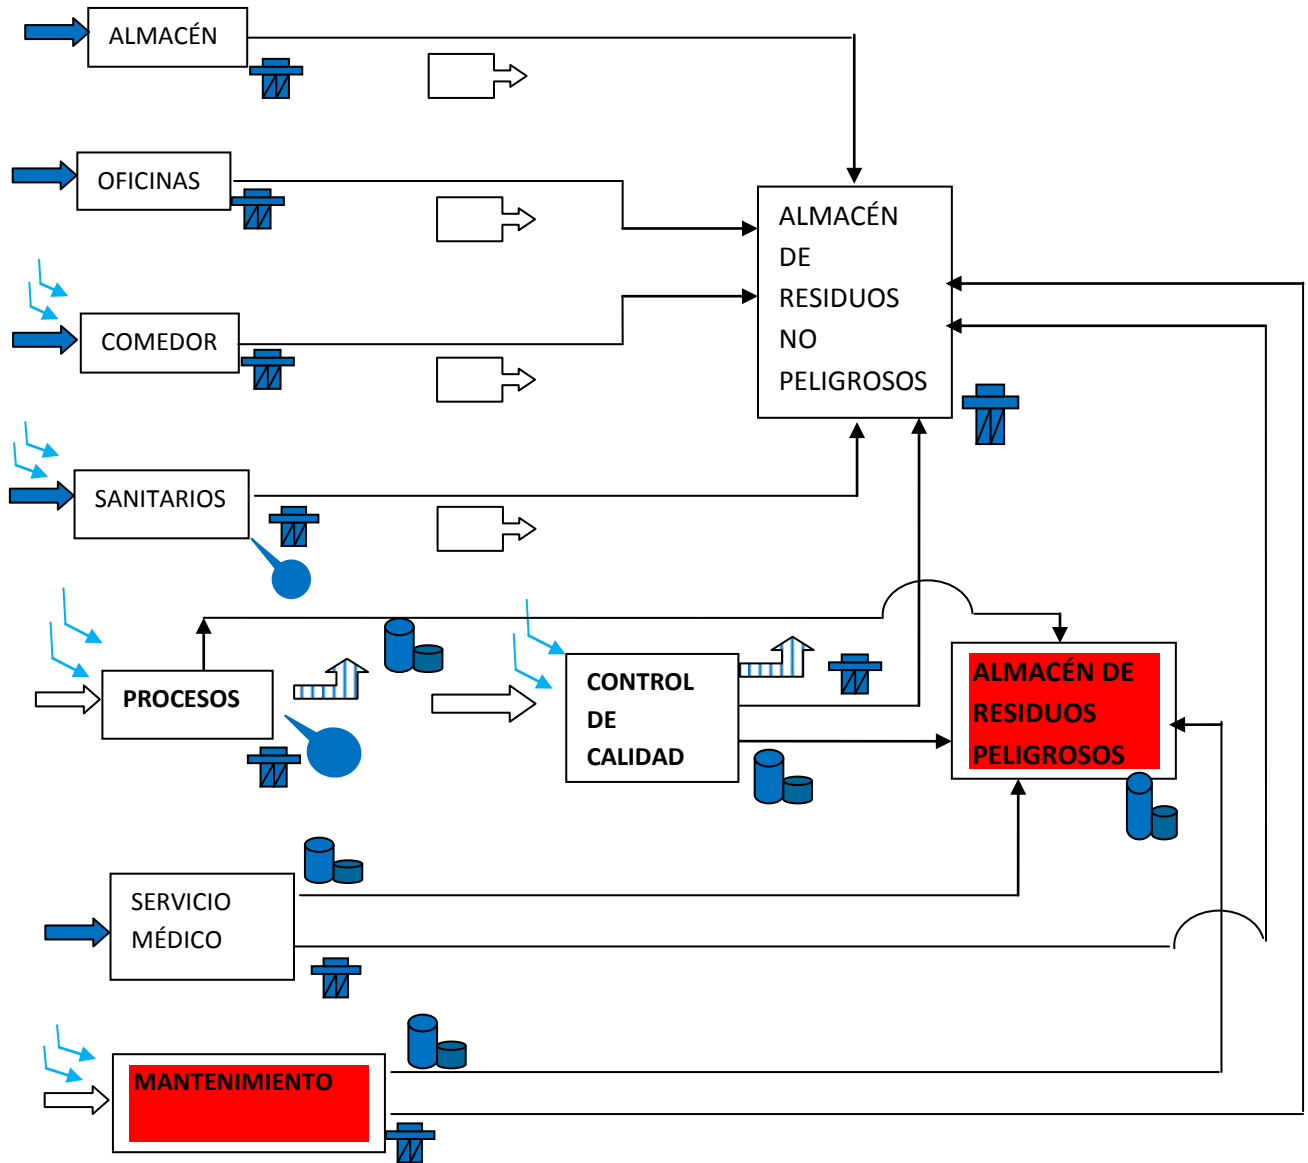 ALMACÉN
OFICINAS
ALMACÉN
DE
RESIDUOS
NO
PELIGROSOS
COMEDOR
SANITARIOS
PROCESOS
CONTROL
DE
CALIDAD
ALMACÉN DE
RESIDUOS
PELIGROSOS
SERVICIO
MÉDICO
MANTENIMIENTO